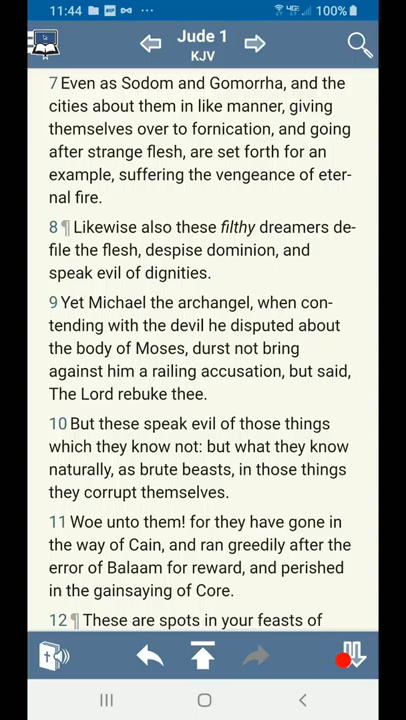 11:44 100%
Jude 1
KJV
7 Even as Sodom and Gomorrha, and the
cities about them in like manner, giving
themselves over to fornication, and going
after strange flesh, are set forth for an
example, suffering the vengeance of eter-
nal fire.
8 ¶ Likewise also these filthy dreamers de-
file the flesh, despise dominion, and
speak evil of dignities.
9 Yet Michael the archangel, when con-
tending with the devil he disputed about
the body of Moses, durst not bring
against him a railing accusation, but said,
The Lord rebuke thee.
10 But these speak evil of those things
which they know not: but what they know
naturally, as brute beasts, in those things
they corrupt themselves.
11 Woe unto them! for they have gone in
the way of Cain, and ran greedily after the
error of Balaam for reward, and perished
in the gainsaying of Core.
12 ¶ These are spots in your feasts of